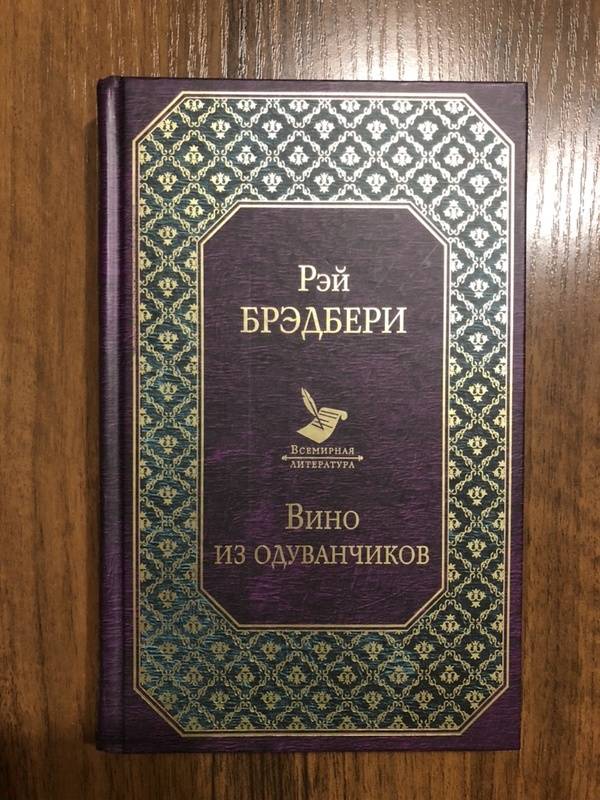 Рэй
БРЭДБЕРИ
Всемирная
литература
Вино
из одуванчиков